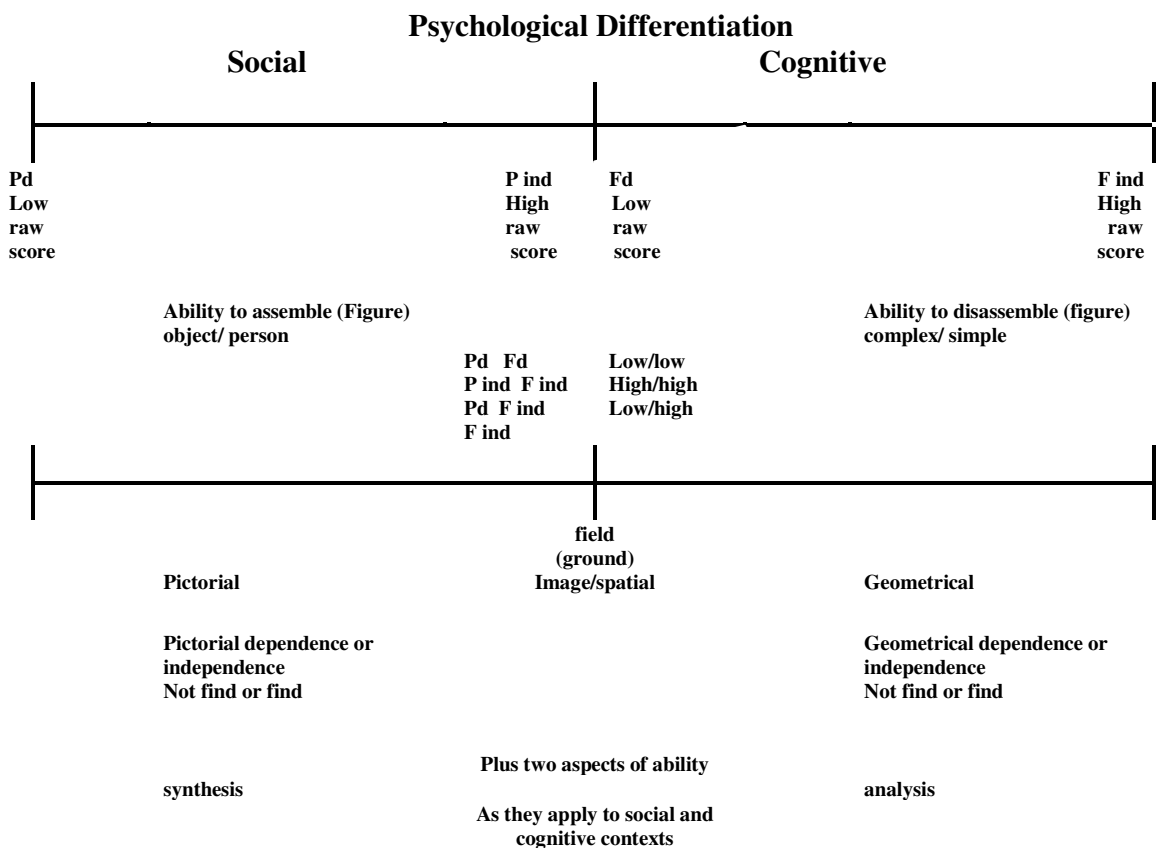 Psychological Differentiation
Social Cognitive
Pd P ind Fd F ind
Low High Low High
raw raw raw raw
score score score score
Ability to assemble (Figure) Ability to disassemble (figure)
object/ person complex/ simple
Pd Fd Low/low
P ind F ind High/high
Pd F ind Low/high
F ind
field
(ground)
Pictorial Image/spatial Geometrical
Pictorial dependence or Geometrical dependence or
independence independence
Not find or find Not find or find
Plus two aspects of ability
synthesis analysis
As they apply to social and
cognitive contexts